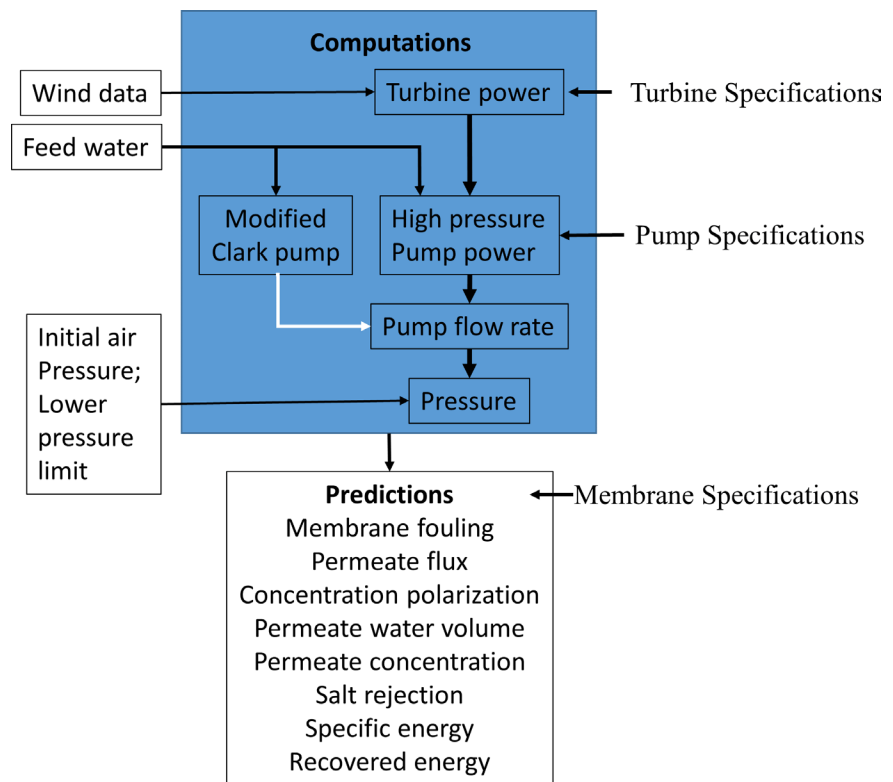 Computations
Wind data
Turbine power
Turbine Specifications
Feed water
Modified
Clark pump
High pressure
Pump power
Pump Specifications
Pump flow rate
Initial air
Pressure;
Lower
pressure
limit
Pressure
Predictions
Membrane Specifications
Membrane fouling
Permeate flux
Concentration polarization
Permeate water volume
Permeate concentration
Salt rejection
Specific energy
Recovered energy